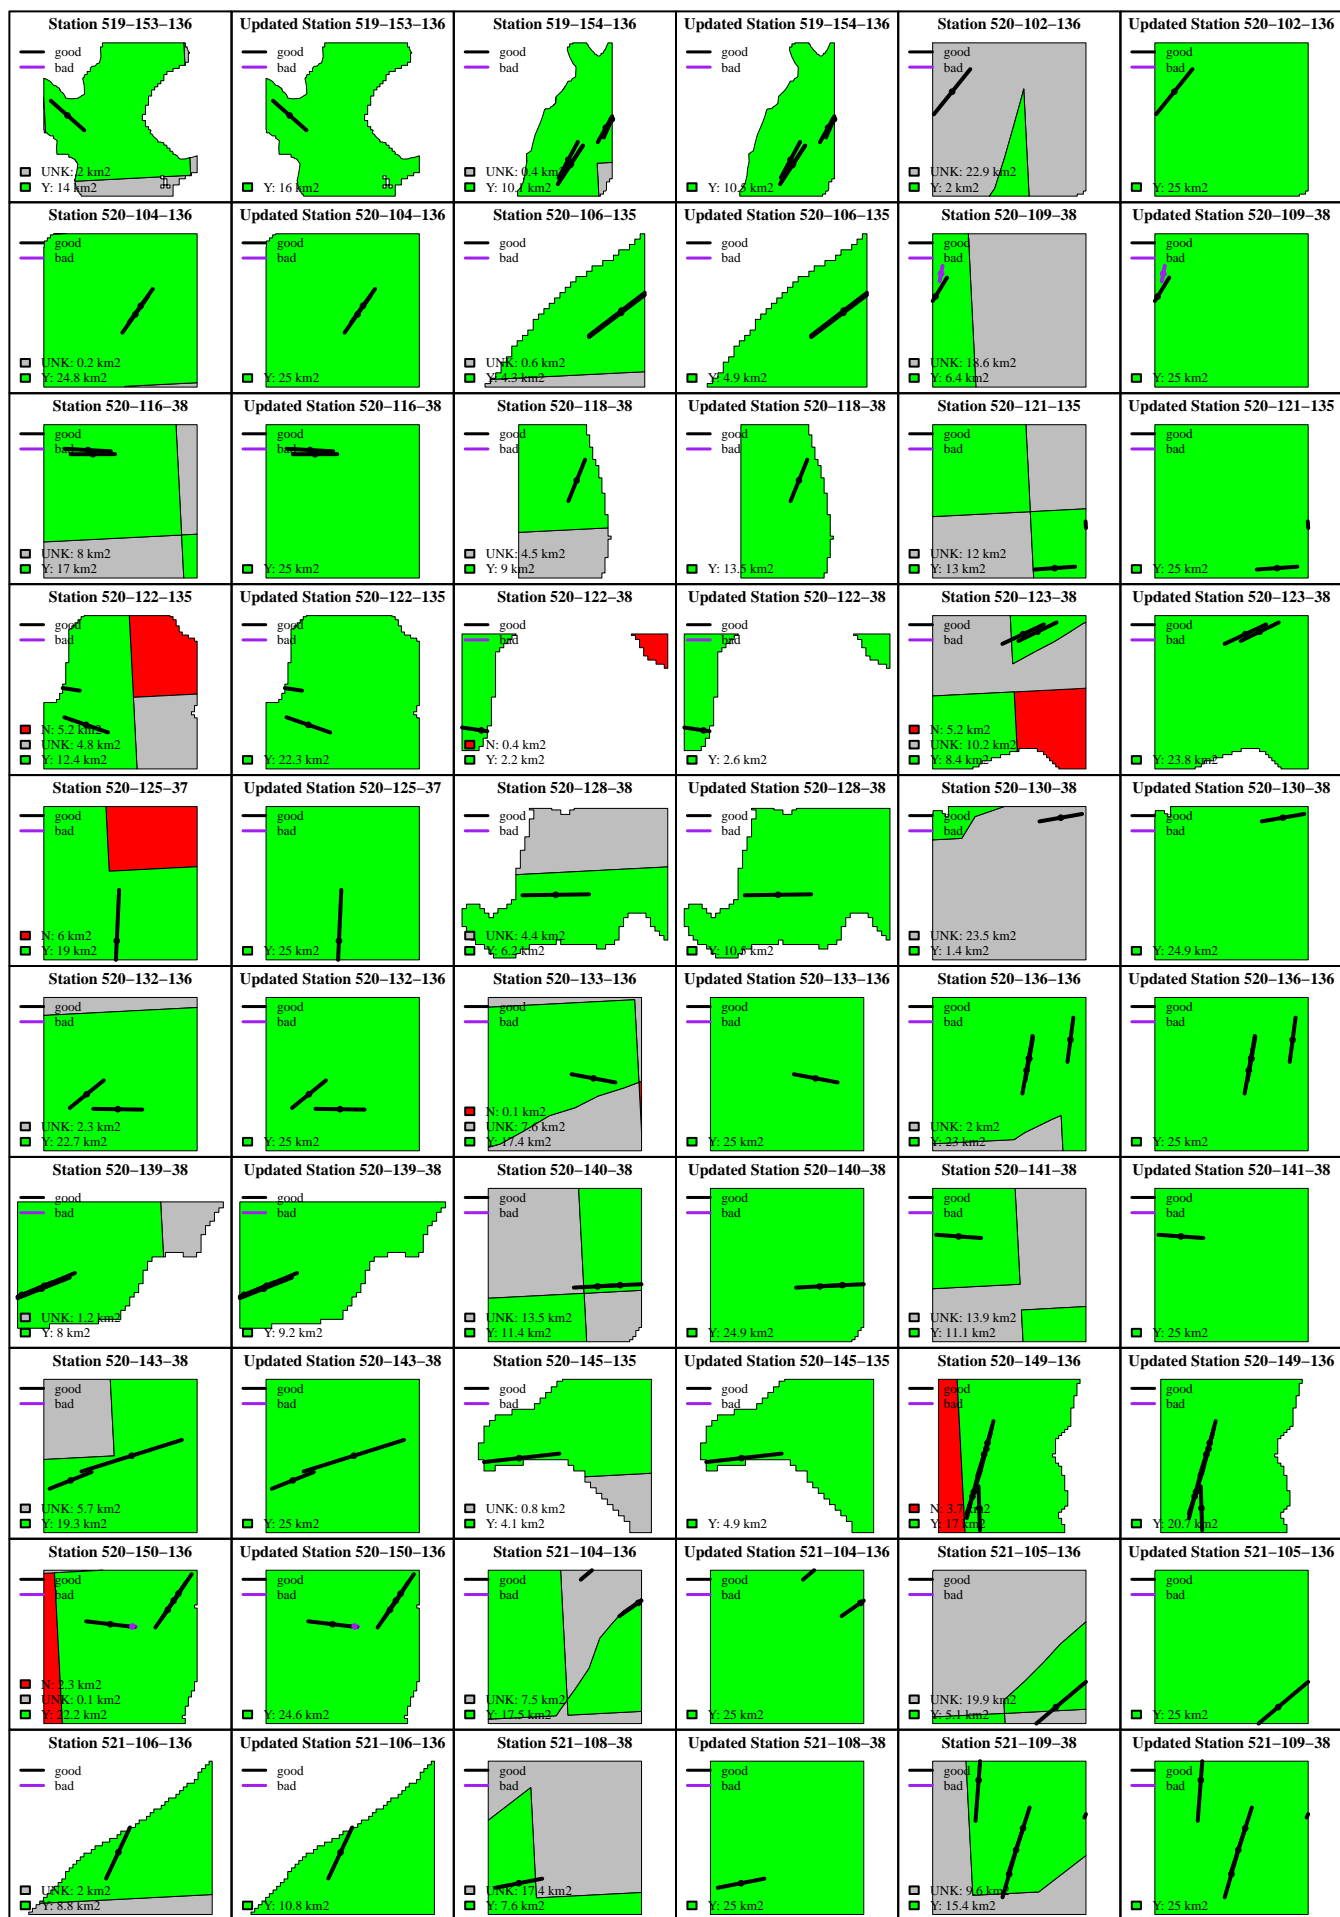 Station 519–153–136
good
bad
UNK: 2 km2
Y: 14 km2
Updated Station 519–153–136
good
bad
Y: 16 km2
Station 519–154–136
good
bad
UNK: 0.4 km2
Y: 10.1 km2
Updated Station 519–154–136
good
bad
Y: 10.5 km2
Station 520–102–136
good
bad
UNK: 22.9 km2
Y: 2 km2
Updated Station 520–102–136
good
bad
Y: 25 km2
Station 520–104–136
good
bad
UNK: 0.2 km2
Y: 24.8 km2
Updated Station 520–104–136
good
bad
Y: 25 km2
Station 520–106–135
good
bad
UNK: 0.6 km2
Y: 4.3 km2
Updated Station 520–106–135
good
bad
Y: 4.9 km2
Station 520–109–38
good
bad
UNK: 18.6 km2
Y: 6.4 km2
Updated Station 520–109–38
good
bad
Y: 25 km2
Station 520–116–38
good
bad
UNK: 8 km2
Y: 17 km2
Updated Station 520–116–38
good
bad
Y: 25 km2
Station 520–118–38
good
bad
UNK: 4.5 km2
Y: 9 km2
Updated Station 520–118–38
good
bad
Y: 13.5 km2
Station 520–121–135
good
bad
UNK: 12 km2
Y: 13 km2
Updated Station 520–121–135
good
bad
Y: 25 km2
Station 520–122–135
good
bad
N: 5.2 km2
UNK: 4.8 km2
Y: 12.4 km2
Updated Station 520–122–135
good
bad
Y: 22.3 km2
Station 520–122–38
good
bad
N: 0.4 km2
Y: 2.2 km2
Updated Station 520–122–38
good
bad
Y: 2.6 km2
Station 520–123–38
good
bad
N: 5.2 km2
UNK: 10.2 km2
Y: 8.4 km2
Updated Station 520–123–38
good
bad
Y: 23.8 km2
Station 520–125–37
good
bad
N: 6 km2
Y: 19 km2
Updated Station 520–125–37
good
bad
Y: 25 km2
Station 520–128–38
good
bad
UNK: 4.4 km2
Y: 6.2 km2
Updated Station 520–128–38
good
bad
Y: 10.5 km2
Station 520–130–38
good
bad
UNK: 23.5 km2
Y: 1.4 km2
Updated Station 520–130–38
good
bad
Y: 24.9 km2
Station 520–132–136
good
bad
UNK: 2.3 km2
Y: 22.7 km2
Updated Station 520–132–136
good
bad
Y: 25 km2
Station 520–133–136
good
bad
N: 0.1 km2
UNK: 7.6 km2
Y: 17.4 km2
Updated Station 520–133–136
good
bad
Y: 25 km2
Station 520–136–136
good
bad
UNK: 2 km2
Y: 23 km2
Updated Station 520–136–136
good
bad
Y: 25 km2
Station 520–139–38
good
bad
UNK: 1.2 km2
Y: 8 km2
Updated Station 520–139–38
good
bad
Y: 9.2 km2
Station 520–140–38
good
bad
UNK: 13.5 km2
Y: 11.4 km2
Updated Station 520–140–38
good
bad
Y: 24.9 km2
Station 520–141–38
good
bad
UNK: 13.9 km2
Y: 11.1 km2
Updated Station 520–141–38
good
bad
Y: 25 km2
Station 520–143–38
good
bad
UNK: 5.7 km2
Y: 19.3 km2
Updated Station 520–143–38
good
bad
Y: 25 km2
Station 520–145–135
good
bad
UNK: 0.8 km2
Y: 4.1 km2
Updated Station 520–145–135
good
bad
Y: 4.9 km2
Station 520–149–136
good
bad
N: 3.7 km2
Y: 17 km2
Updated Station 520–149–136
good
bad
Y: 20.7 km2
Station 520–150–136
good
bad
N: 2.3 km2
UNK: 0.1 km2
Y: 22.2 km2
Updated Station 520–150–136
good
bad
Y: 24.6 km2
Station 521–104–136
good
bad
UNK: 7.5 km2
Y: 17.5 km2
Updated Station 521–104–136
good
bad
Y: 25 km2
Station 521–105–136
good
bad
UNK: 19.9 km2
Y: 5.1 km2
Updated Station 521–105–136
good
bad
Y: 25 km2
Station 521–106–136
good
bad
UNK: 2 km2
Y: 8.8 km2
Updated Station 521–106–136
good
bad
Y: 10.8 km2
Station 521–108–38
good
bad
UNK: 17.4 km2
Y: 7.6 km2
Updated Station 521–108–38
good
bad
Y: 25 km2
Station 521–109–38
good
bad
UNK: 9.6 km2
Y: 15.4 km2
Updated Station 521–109–38
good
bad
Y: 25 km2